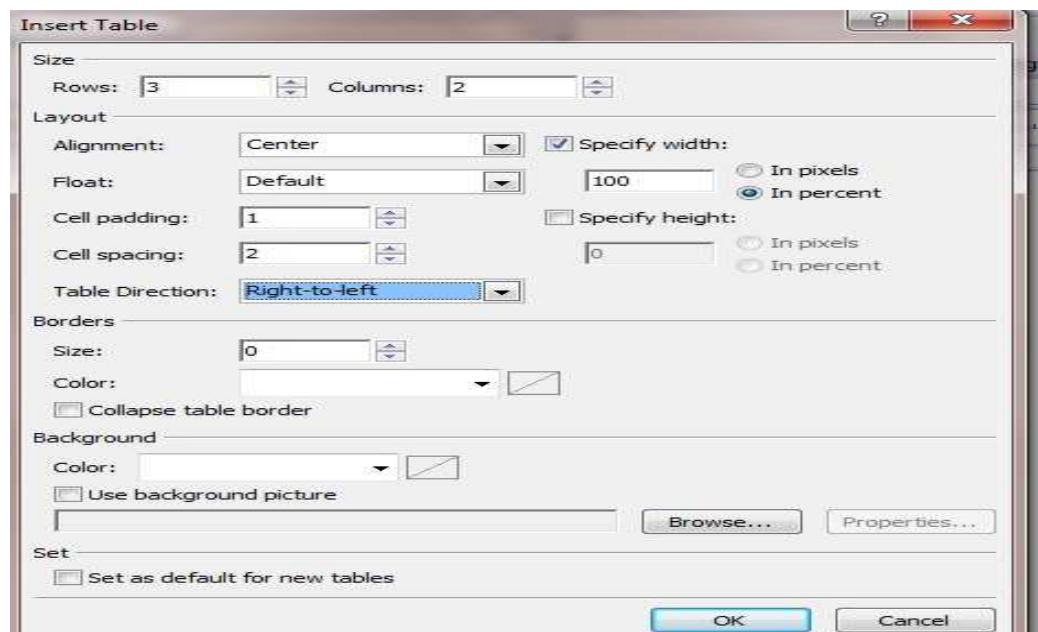 Insert Table
?
Size
Rows: 3 Columns: 2
Layout
Alignment: Center Specify width:
Float: Default 100 In pixels
In percent
Cell padding: 1 Specify height:
Cell spacing: 2 0 In pixels
In percent
Table Direction: Right-to-left
Borders
Size: 0
Color:
Collapse table border
Background
Color:
Use background picture
Browse... Properties...
Set
Set as default for new tables
OK Cancel